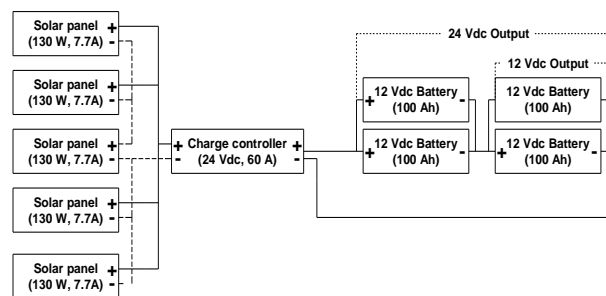 Solar panel +
(130 W, 7.7A) -
Solar panel +
(130 W, 7.7A) -
Solar panel +
(130 W, 7.7A) -
Solar panel +
(130 W, 7.7A) -
Solar panel +
(130 W, 7.7A) -
+ Charge controller +
- (24 Vdc, 60 A) -
24 Vdc Output
12 Vdc Output
12 Vdc Battery
+ (100 Ah) -
12 Vdc Battery
(100 Ah)
12 Vdc Battery
+ (100 Ah) -
12 Vdc Battery
+ (100 Ah)